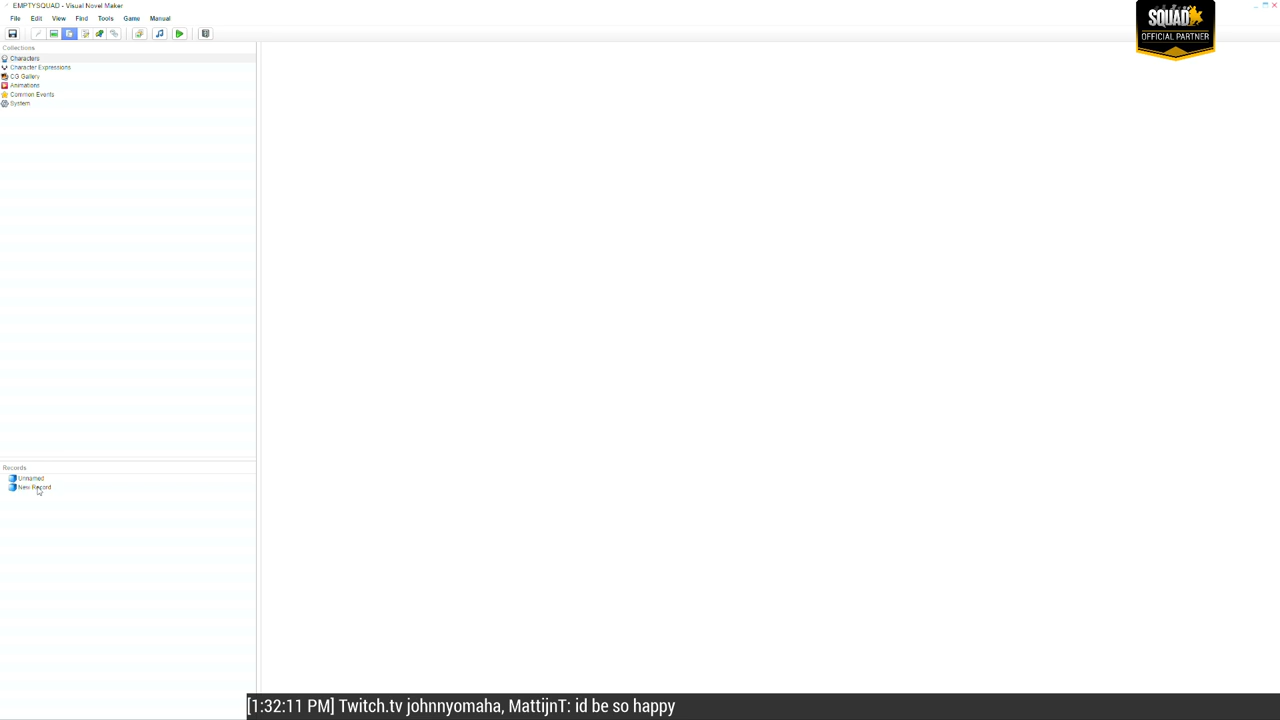 EMPTYSQUAD - Visual Novel Maker
File Edit View Find Tools Game Manual
SQUAD
OFFICIAL PARTNER
Collections
Characters
Character Expressions
CG Gallery
Animations
Common Events
System
Records
Unnamed
New Record
[1:32:11 PM] Twitch.tv johnnyomaha, MattijnT: id be so happy